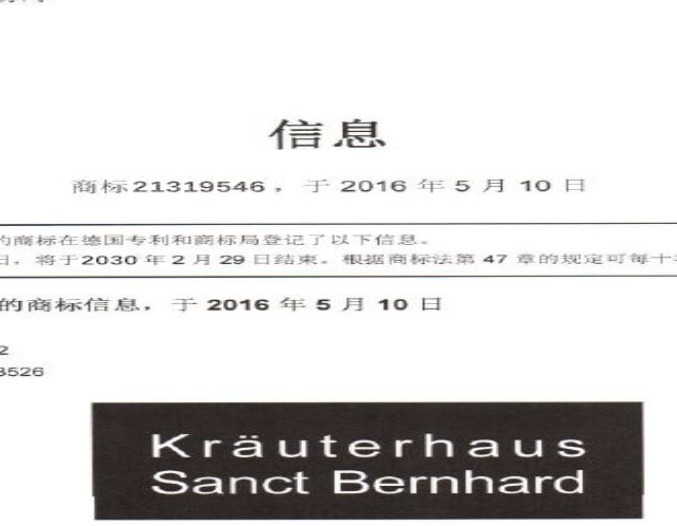 信息
商标21319546，于 2016 年 5 月 10 日
的商标在德国专利和商标局登记了以下信息。
日，将于2030 年 2 月 29 日结束。根据商标法第 47 章的规定可每十
的商标信息，于 2016 年 5 月 10 日
2
3526
Kräuterhaus
Sanct Bernhard